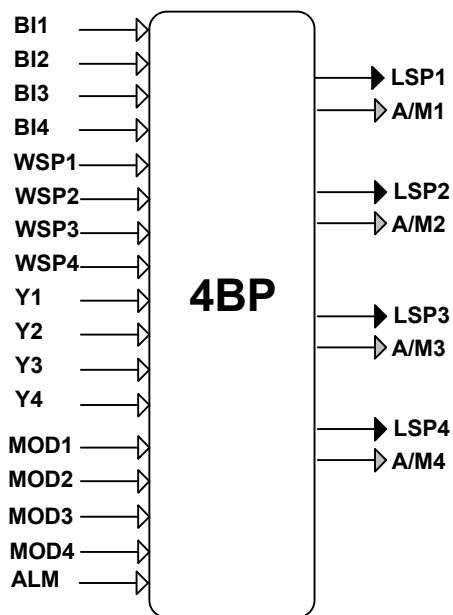 BI1
BI2
BI3
BI4
WSP1
WSP2
WSP3
WSP4
Y1
Y2
Y3
Y4
MOD1
MOD2
MOD3
MOD4
ALM
4BP
LSP1
A/M1
LSP2
A/M2
LSP3
A/M3
LSP4
A/M4